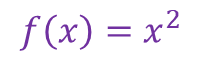 f(x) = x²